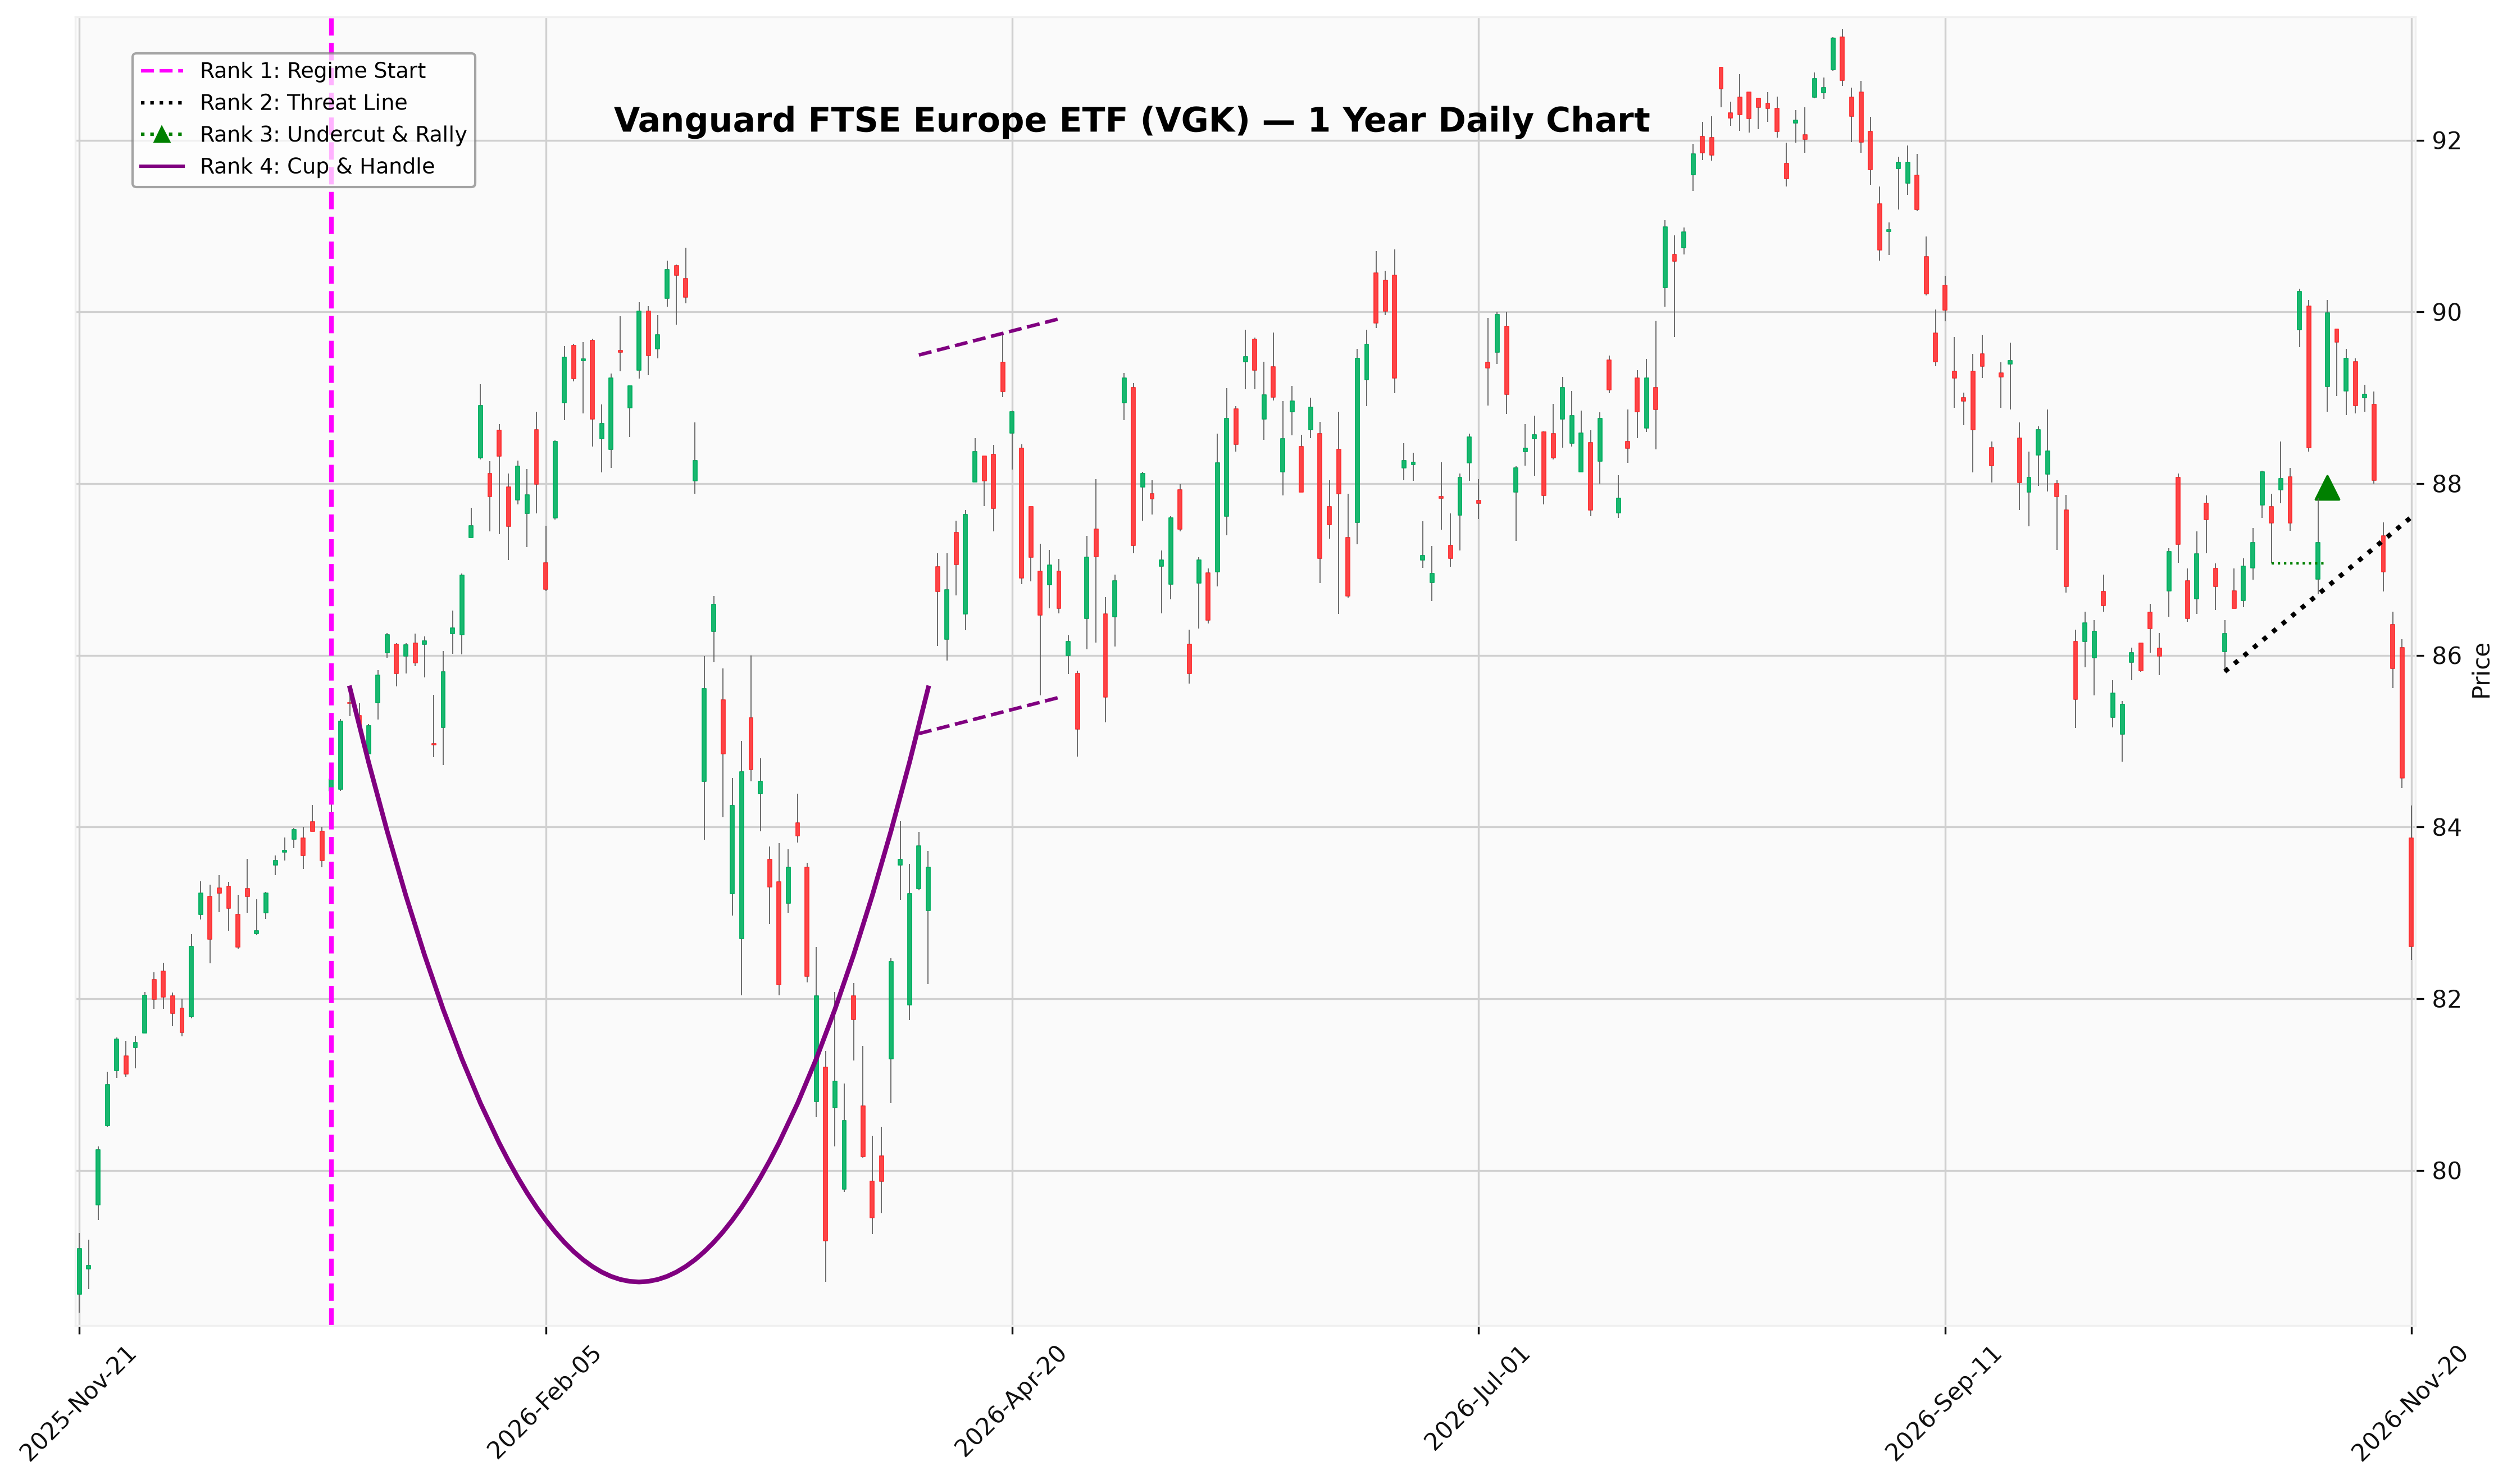 Vanguard FTSE Europe ETF (VGK) — 1 Year Daily Chart
Rank 1: Regime Start
Rank 2: Threat Line
Rank 3: Undercut & Rally
Rank 4: Cup & Handle
92
90
88
86
84
82
80
Price
2025-Nov-21
2026-Feb-05
2026-Apr-20
2026-Jul-01
2026-Sep-11
2026-Nov-20